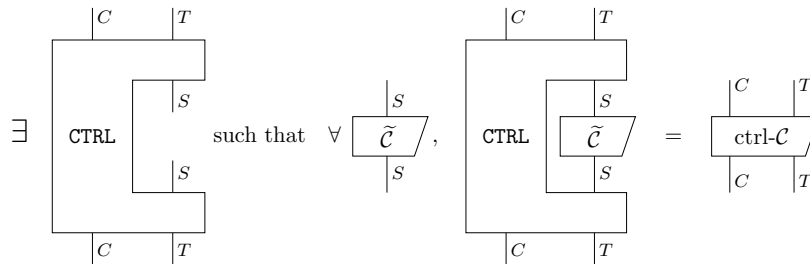 C T C T
S S S C T
∃ CTRL such that ∀ C̃, CTRL C̃ = ctrl-C
S S S C T
C T C T